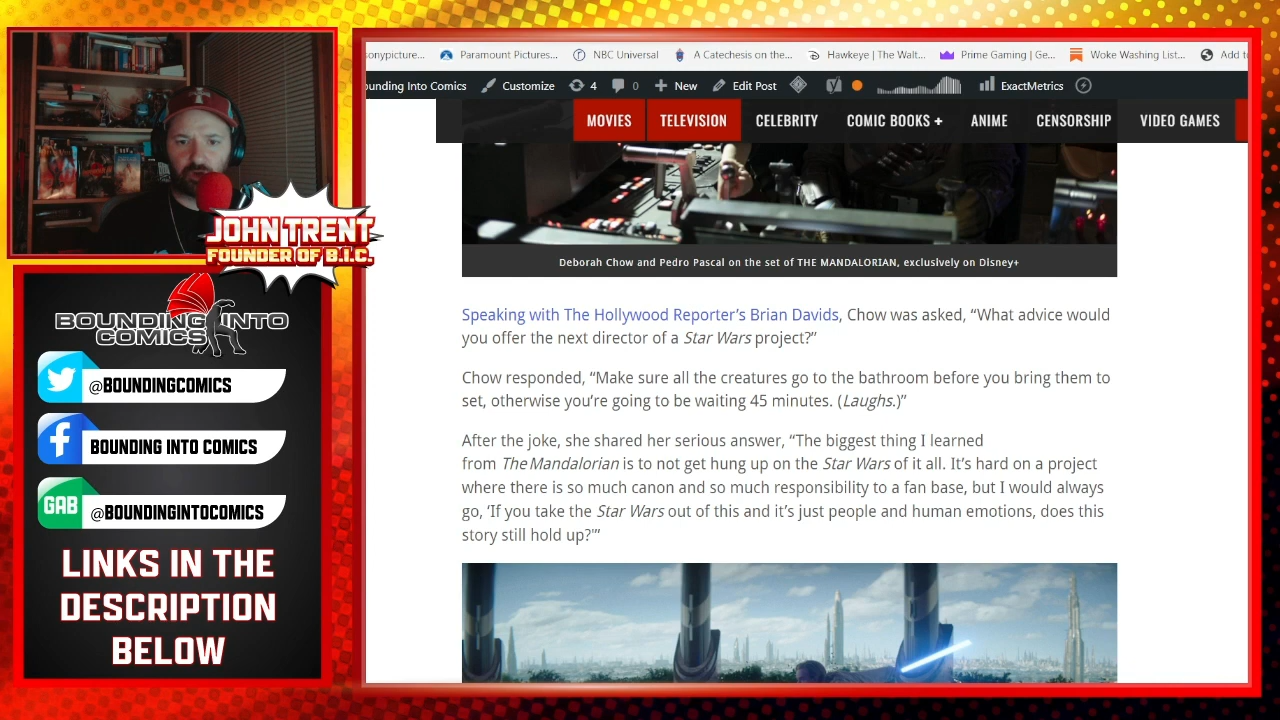 sonypicture...
Paramount Pictures...
NBC Universal
A Catechesis on the...
Hawkeye | The Walt...
Prime Gaming | Ge...
Woke Washing List...
Add t
ounding Into Comics
Customize
4
0
New
Edit Post
ExactMetrics
MOVIES
TELEVISION
CELEBRITY
COMIC BOOKS +
ANIME
CENSORSHIP
VIDEO GAMES
Deborah Chow and Pedro Pascal on the set of THE MANDALORIAN, exclusively on Disney+
Speaking with The Hollywood Reporter’s Brian Davids, Chow was asked, “What advice would
you offer the next director of a Star Wars project?”
Chow responded, “Make sure all the creatures go to the bathroom before you bring them to
set, otherwise you’re going to be waiting 45 minutes. (Laughs.)”
After the joke, she shared her serious answer, “The biggest thing I learned
from The Mandalorian is to not get hung up on the Star Wars of it all. It’s hard on a project
where there is so much canon and so much responsibility to a fan base, but I would always
go, ‘If you take the Star Wars out of this and it’s just people and human emotions, does this
story still hold up?’”
JOHN TRENT
FOUNDER OF B.I.C.
BOUNDING INTO
COMICS
@BOUNDINGCOMICS
BOUNDING INTO COMICS
GAB
@BOUNDINGINTOCOMICS
LINKS IN THE
DESCRIPTION
BELOW